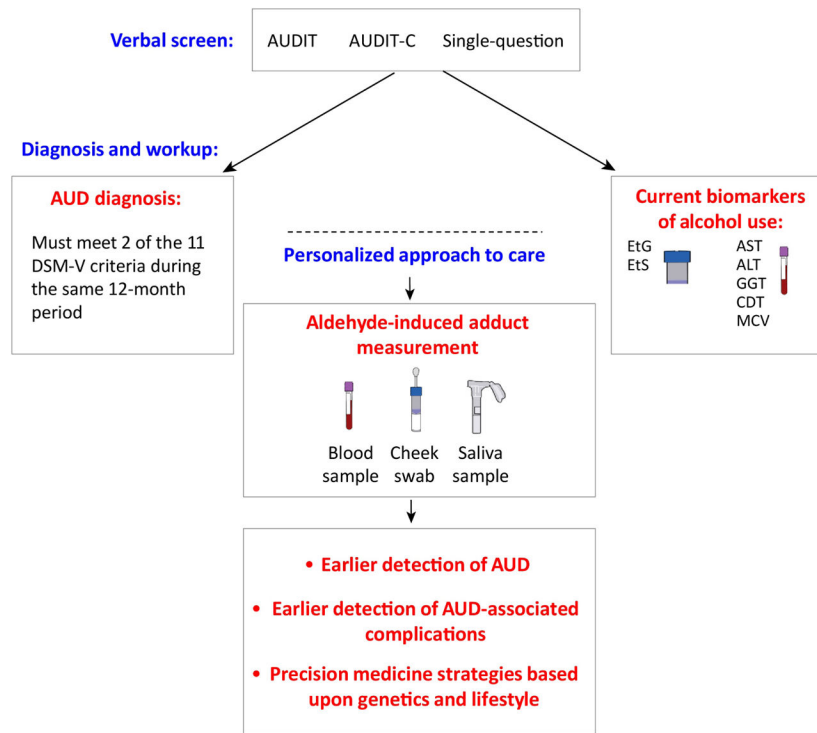 Verbal screen:
AUDIT AUDIT-C Single-question
Diagnosis and workup:
AUD diagnosis:
Must meet 2 of the 11
DSM-V criteria during
the same 12-month
period
Current biomarkers
of alcohol use:
EtG
EtS
AST
ALT
GGT
CDT
MCV
Personalized approach to care
Aldehyde-induced adduct
measurement
Blood
sample
Cheek
swab
Saliva
sample
• Earlier detection of AUD
• Earlier detection of AUD-associated
complications
• Precision medicine strategies based
upon genetics and lifestyle